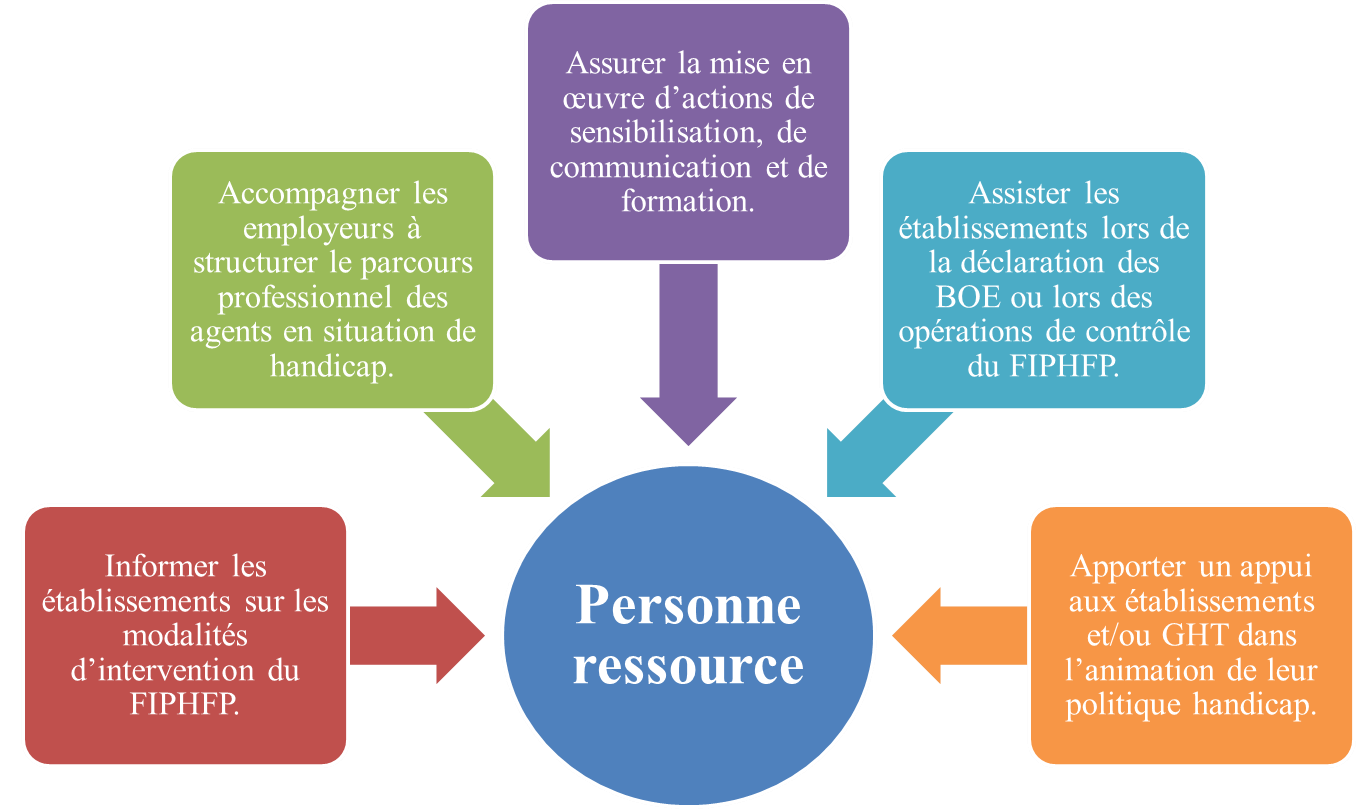 Assurer la mise en
œuvre d’actions de
sensibilisation, de
communication et de
formation.
Accompagner les
employeurs à
structurer le parcours
professionnel des
agents en situation de
handicap.
Assister les
établissements lors de
la déclaration des
BOE ou lors des
opérations de contrôle
du FIPHFP.
Informer les
établissements sur les
modalités
d’intervention du
FIPHFP.
Personne
ressource
Apporter un appui
aux établissements
et/ou GHT dans
l’animation de leur
politique handicap.